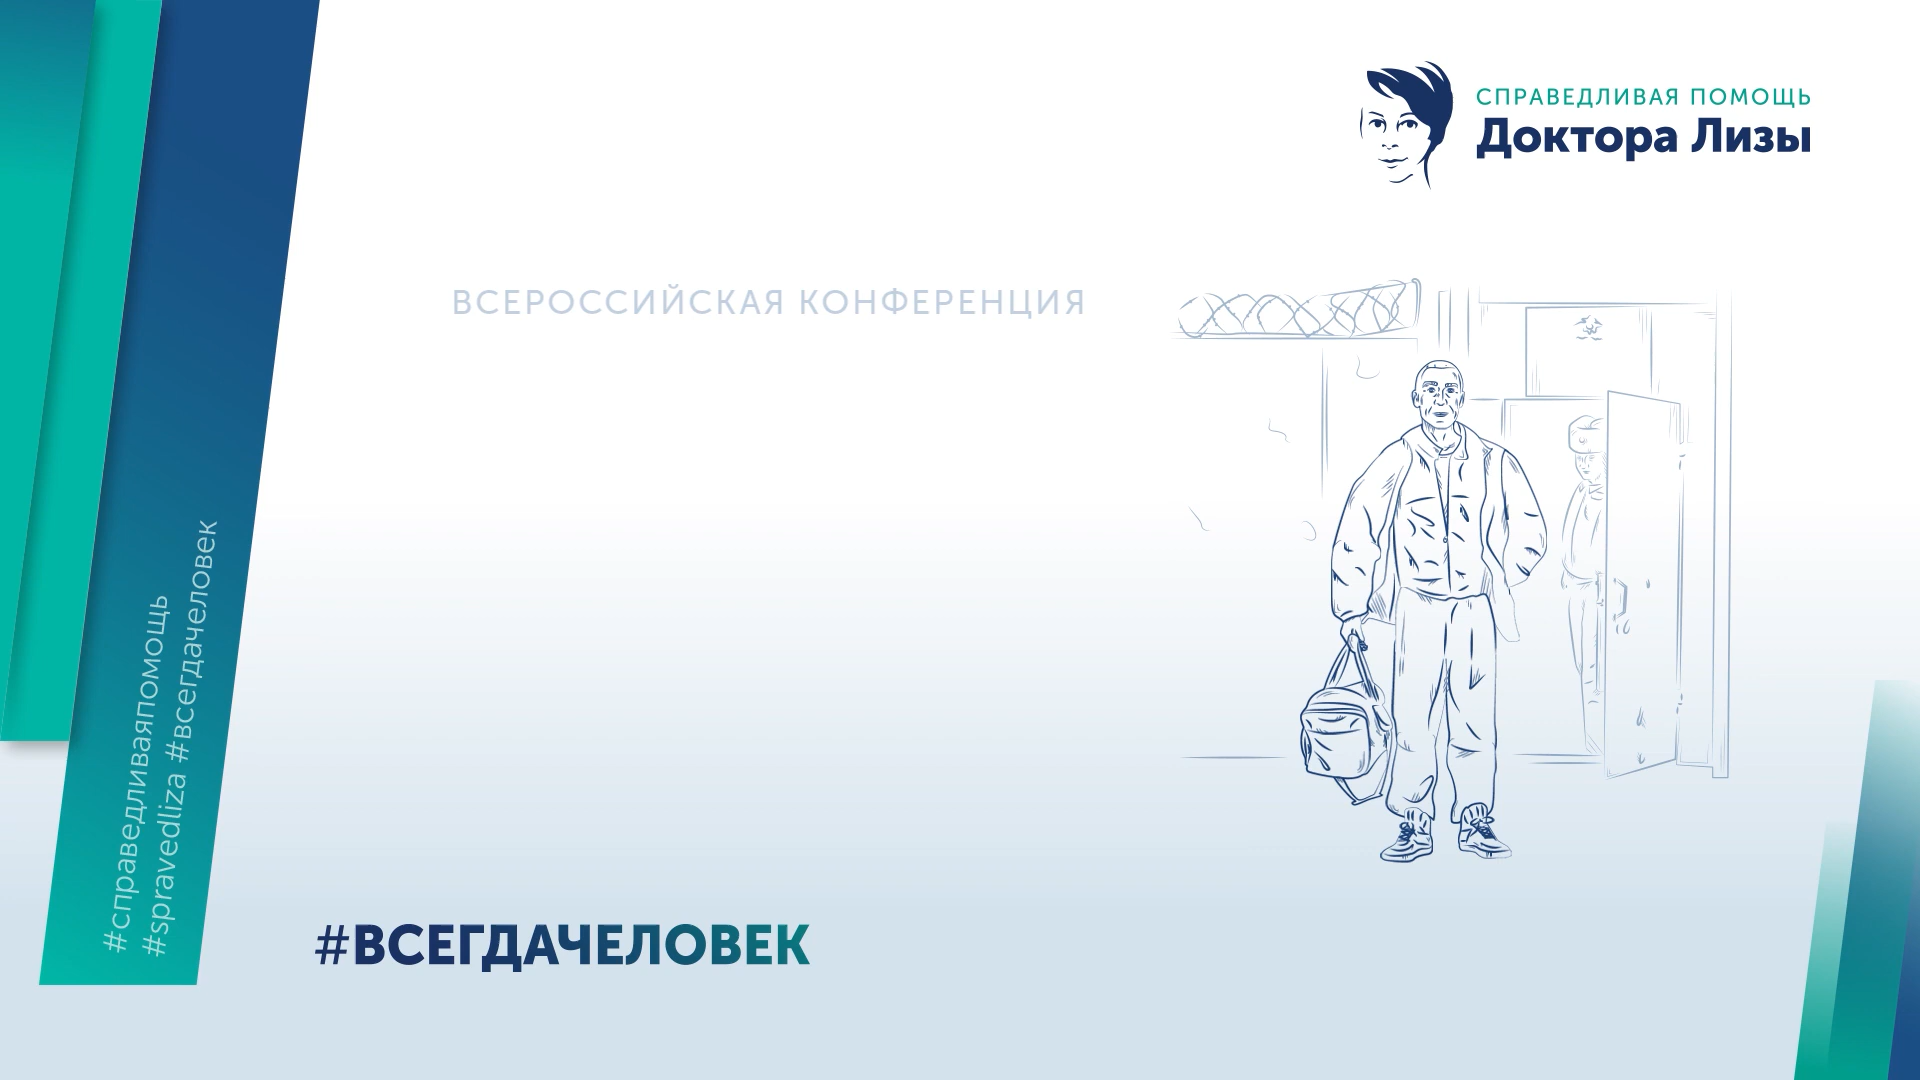 СПРАВЕДЛИВАЯ ПОМОЩЬ
Доктора Лизы
ВСЕРОССИЙСКАЯ КОНФЕРЕНЦИЯ
#справедливаяпомощь
#spravedliza #всегдачеловек
#ВСЕГДАЧЕЛОВЕК